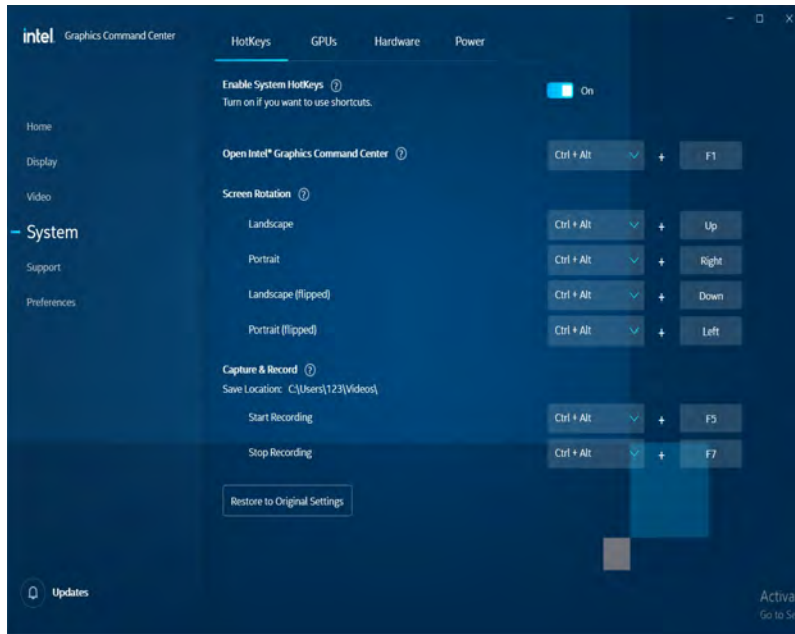 intel. Graphics Command Center
HotKeys GPUs Hardware Power
Enable System HotKeys ?
Turn on if you want to use shortcuts.
On
Home
Display
Video
System
Support
Preferences
Open Intel® Graphics Command Center ?
Ctrl + Alt + F1
Screen Rotation ?
Landscape Ctrl + Alt + Up
Portrait Ctrl + Alt + Right
Landscape (flipped) Ctrl + Alt + Down
Portrait (flipped) Ctrl + Alt + Left
Capture & Record ?
Save Location: C:\Users\123\Videos\
Start Recording Ctrl + Alt + F5
Stop Recording Ctrl + Alt + F7
Restore to Original Settings
Updates
Activa
Go to Se